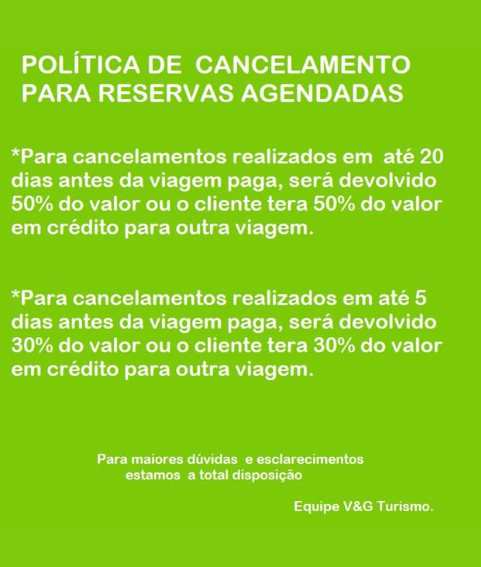 POLÍTICA DE CANCELAMENTO
PARA RESERVAS AGENDADAS
*Para cancelamentos realizados em até 20
dias antes da viagem paga, será devolvido
50% do valor ou o cliente tera 50% do valor
em crédito para outra viagem.
*Para cancelamentos realizados em até 5
dias antes da viagem paga, será devolvido
30% do valor ou o cliente tera 30% do valor
em crédito para outra viagem.
Para maiores dúvidas e esclarecimentos
estamos a total disposição
Equipe V&G Turismo.